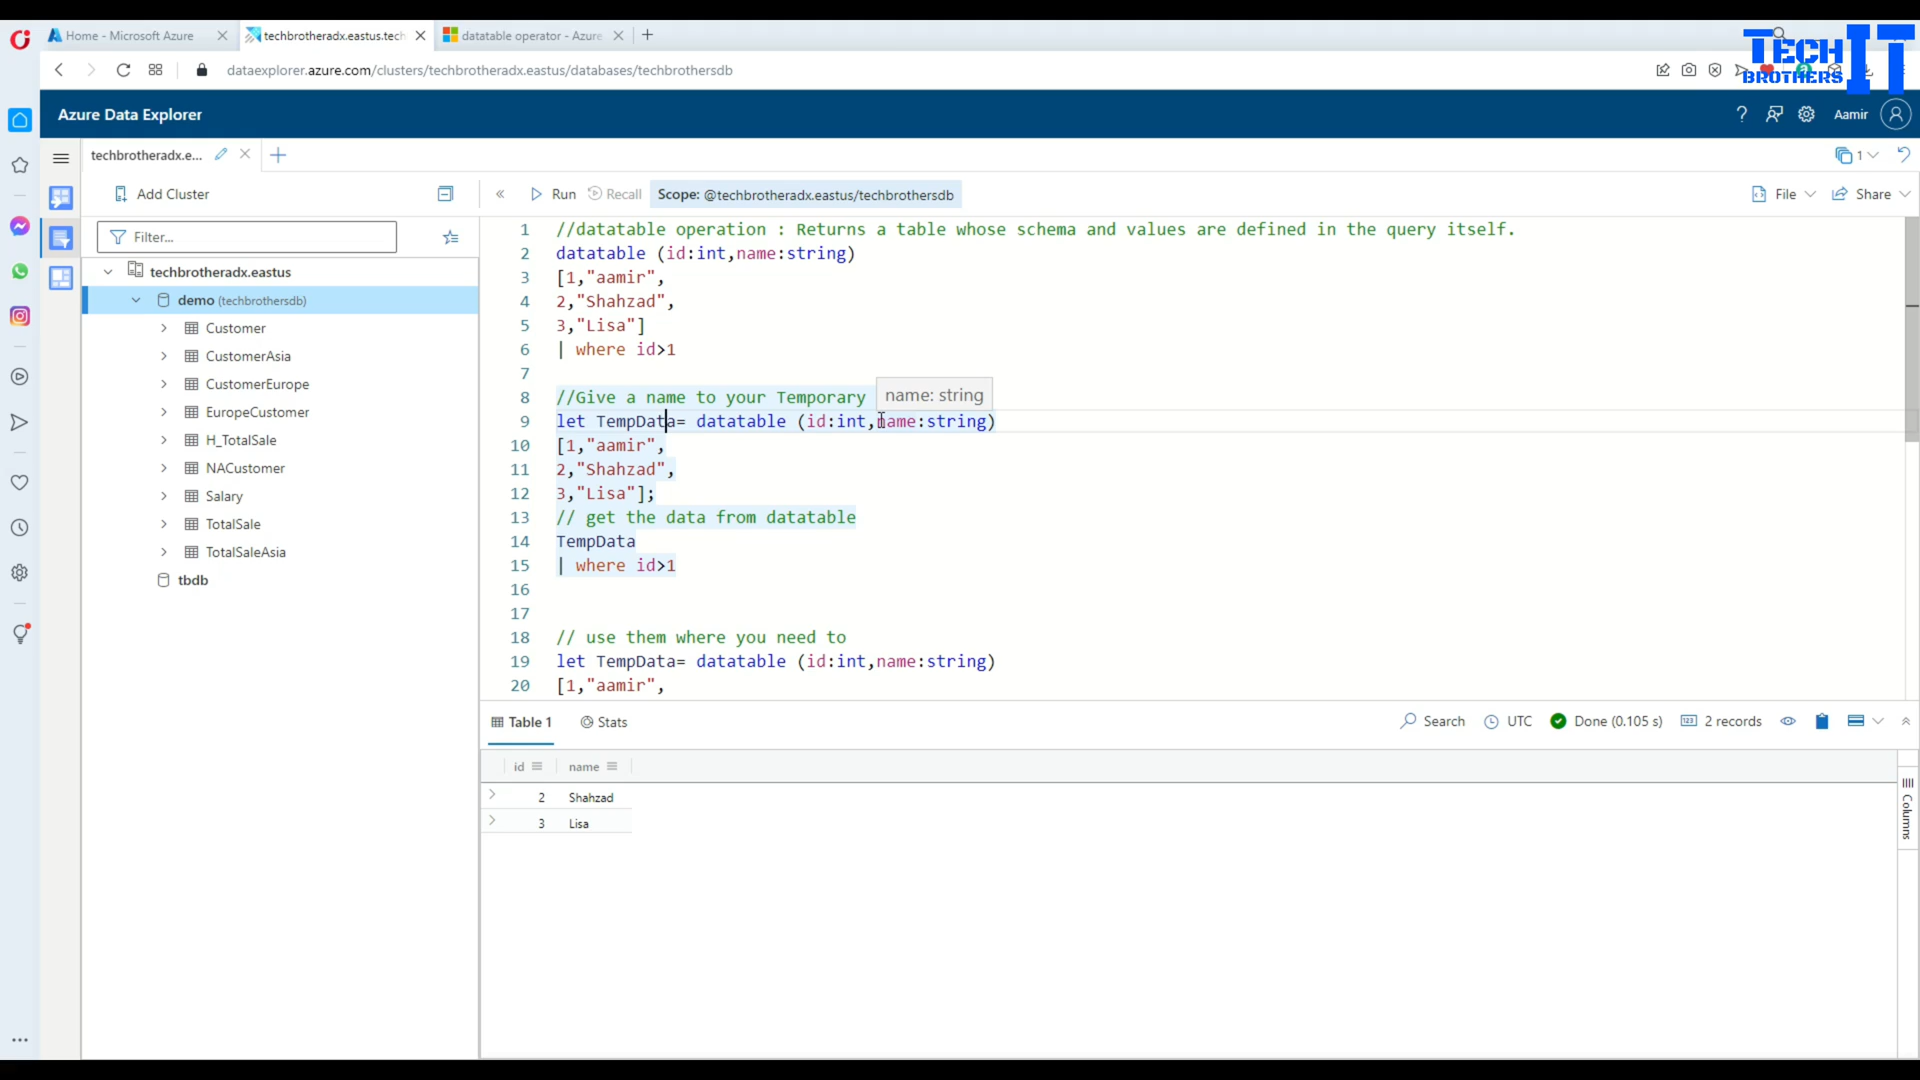 Home - Microsoft Azure
techbrotheradx.eastus.tech
datatable operator - Azure
TECH IT
BROTHERS
dataexplorer.azure.com/clusters/techbrotheradx.eastus/databases/techbrothersdb
Azure Data Explorer
? Aamir
techbrotheradx.e...
1
Add Cluster
Run
Recall
Scope: @techbrotheradx.eastus/techbrothersdb
File
Share
Filter...
techbrotheradx.eastus
demo (techbrothersdb)
Customer
CustomerAsia
CustomerEurope
EuropeCustomer
H_TotalSale
NACustomer
Salary
TotalSale
TotalSaleAsia
tbdb
1 //datatable operation : Returns a table whose schema and values are defined in the query itself.
2 datatable (id:int,name:string)
3 [1,"aamir",
4 2,"Shahzad",
5 3,"Lisa"]
6 | where id>1
7
8 //Give a name to your Temporary
name: string
9 let TempData= datatable (id:int,name:string)
10 [1,"aamir",
11 2,"Shahzad",
12 3,"Lisa"];
13 // get the data from datatable
14 TempData
15 | where id>1
16
17
18 // use them where you need to
19 let TempData= datatable (id:int,name:string)
20 [1,"aamir",
Table 1
Stats
Search
UTC
Done (0.105 s)
123 2 records
id name
2 Shahzad
3 Lisa
Columns